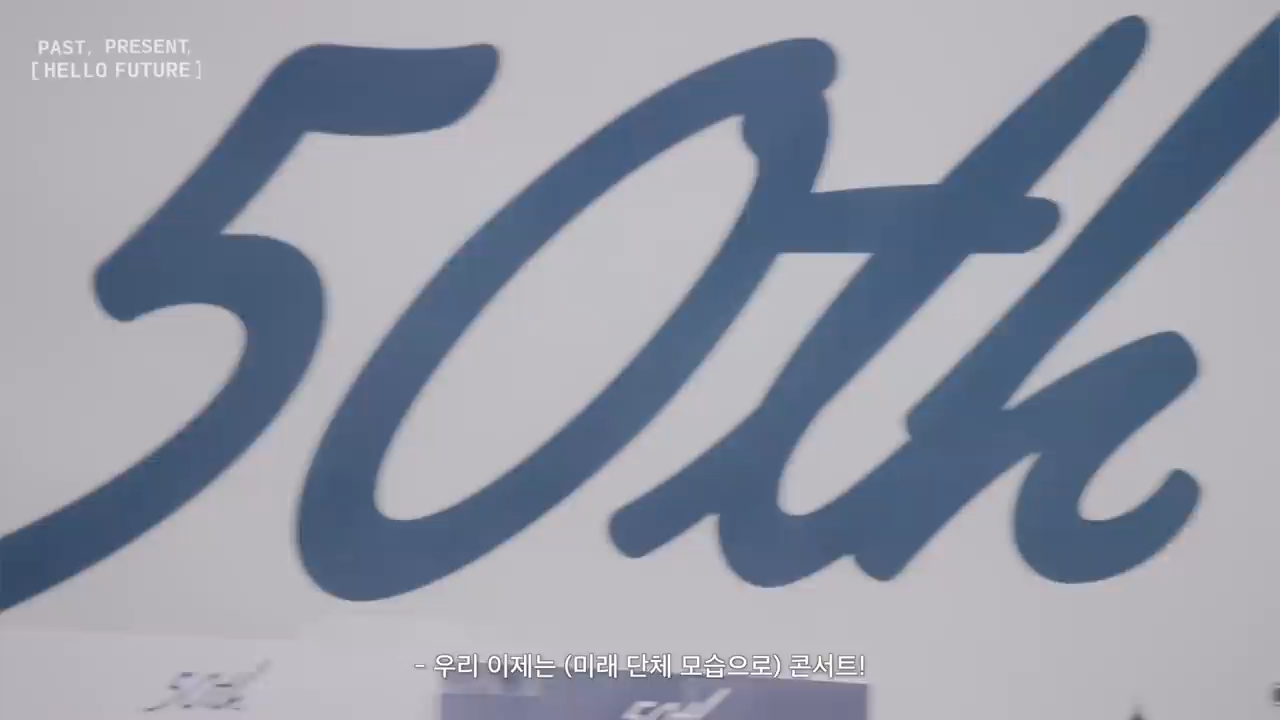 PAST, PRESENT,
[HELLO FUTURE]
50th
- 우리 이제는 (미래 단체 모습으로) 콘서트!
50th